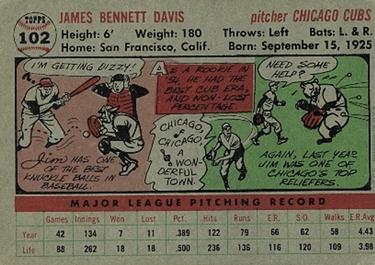 TOPPS
102
JAMES BENNETT DAVIS
pitcher CHICAGO CUBS
Height: 6' Weight: 180 Throws: Left Bats: L. & R.
Home: San Francisco, Calif. Born: September 15, 1925
I'M GETTING DIZZY!
Jim HAS ONE
OF THE BEST
KNUCKLE BALLS IN
BASEBALL.
AS A ROOKIE IN
'54, HE HAD THE
BEST CUB ERA,
AND WON-LOST
PERCENTAGE.
CHICAGO,
CHICAGO,
A WON-
DERFUL
TOWN.
NEED SOME
HELP?
AGAIN, LAST YEAR
JIM WAS ONE OF
CHICAGO'S TOP
RELIEFERS.
MAJOR LEAGUE PITCHING RECORD
Games Innings Won Lost Pct. Hits Runs E.R. S.O. Walks E.R.Avg.
Year 42 134 7 11 .389 122 79 66 62 58 4.43
Life 88 262 18 18 .500 236 136 116 120 109 3.98